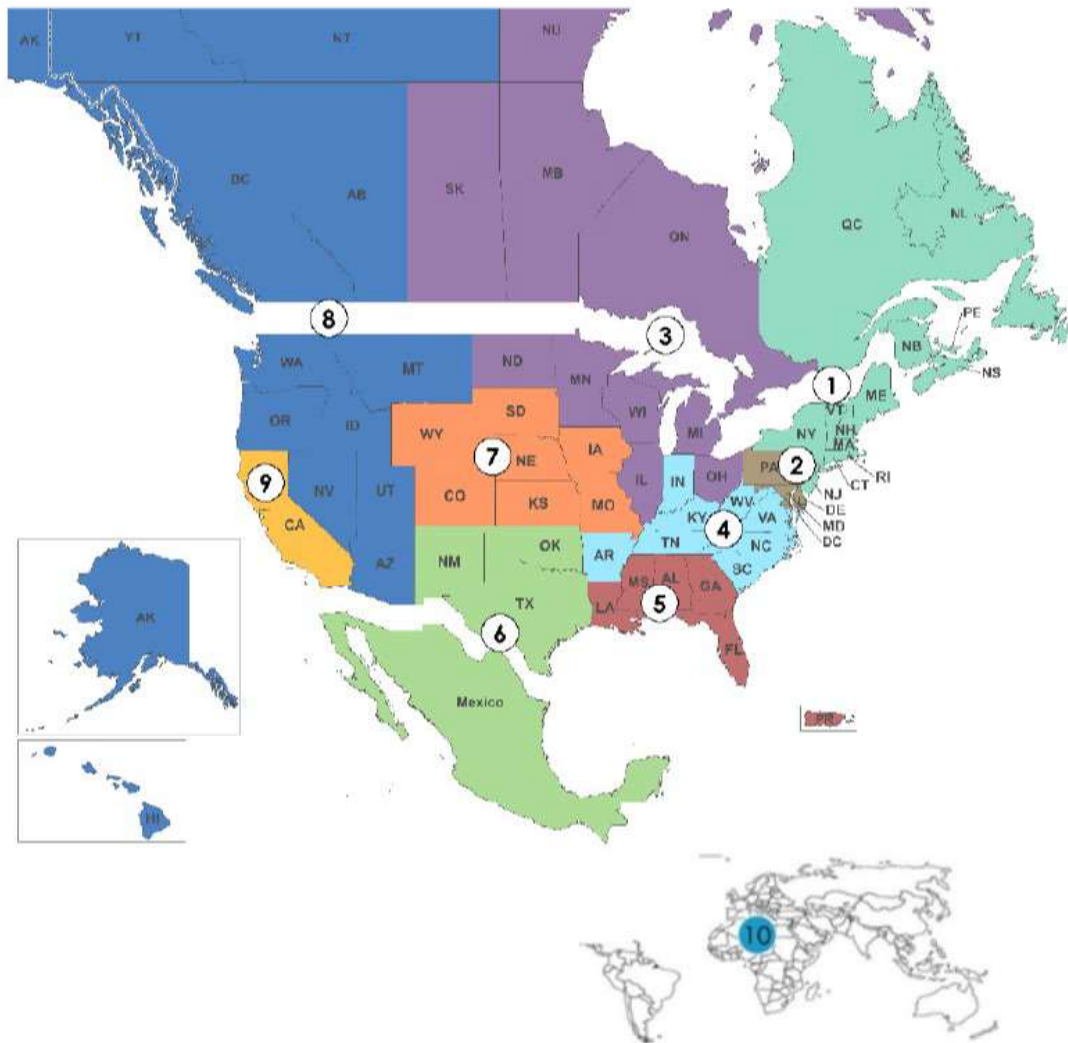 AK
YT
NT
NU
BC
AB
SK
MB
ON
QC
NL
PE
NB
NS
8
3
1
WA
MT
ND
MN
ME
VT
OR
ID
SD
WI
MI
NY
NH
MA
WY
IA
7
NE
2
PA
RI
CT
9
NV
UT
CO
KS
MO
IL
IN
OH
NJ
DE
MD
DC
WV
KY
VA
4
CA
AZ
NM
OK
AR
TN
NC
SC
TX
MS
AL
GA
LA
5
6
FL
AK
Mexico
PR
HI
10